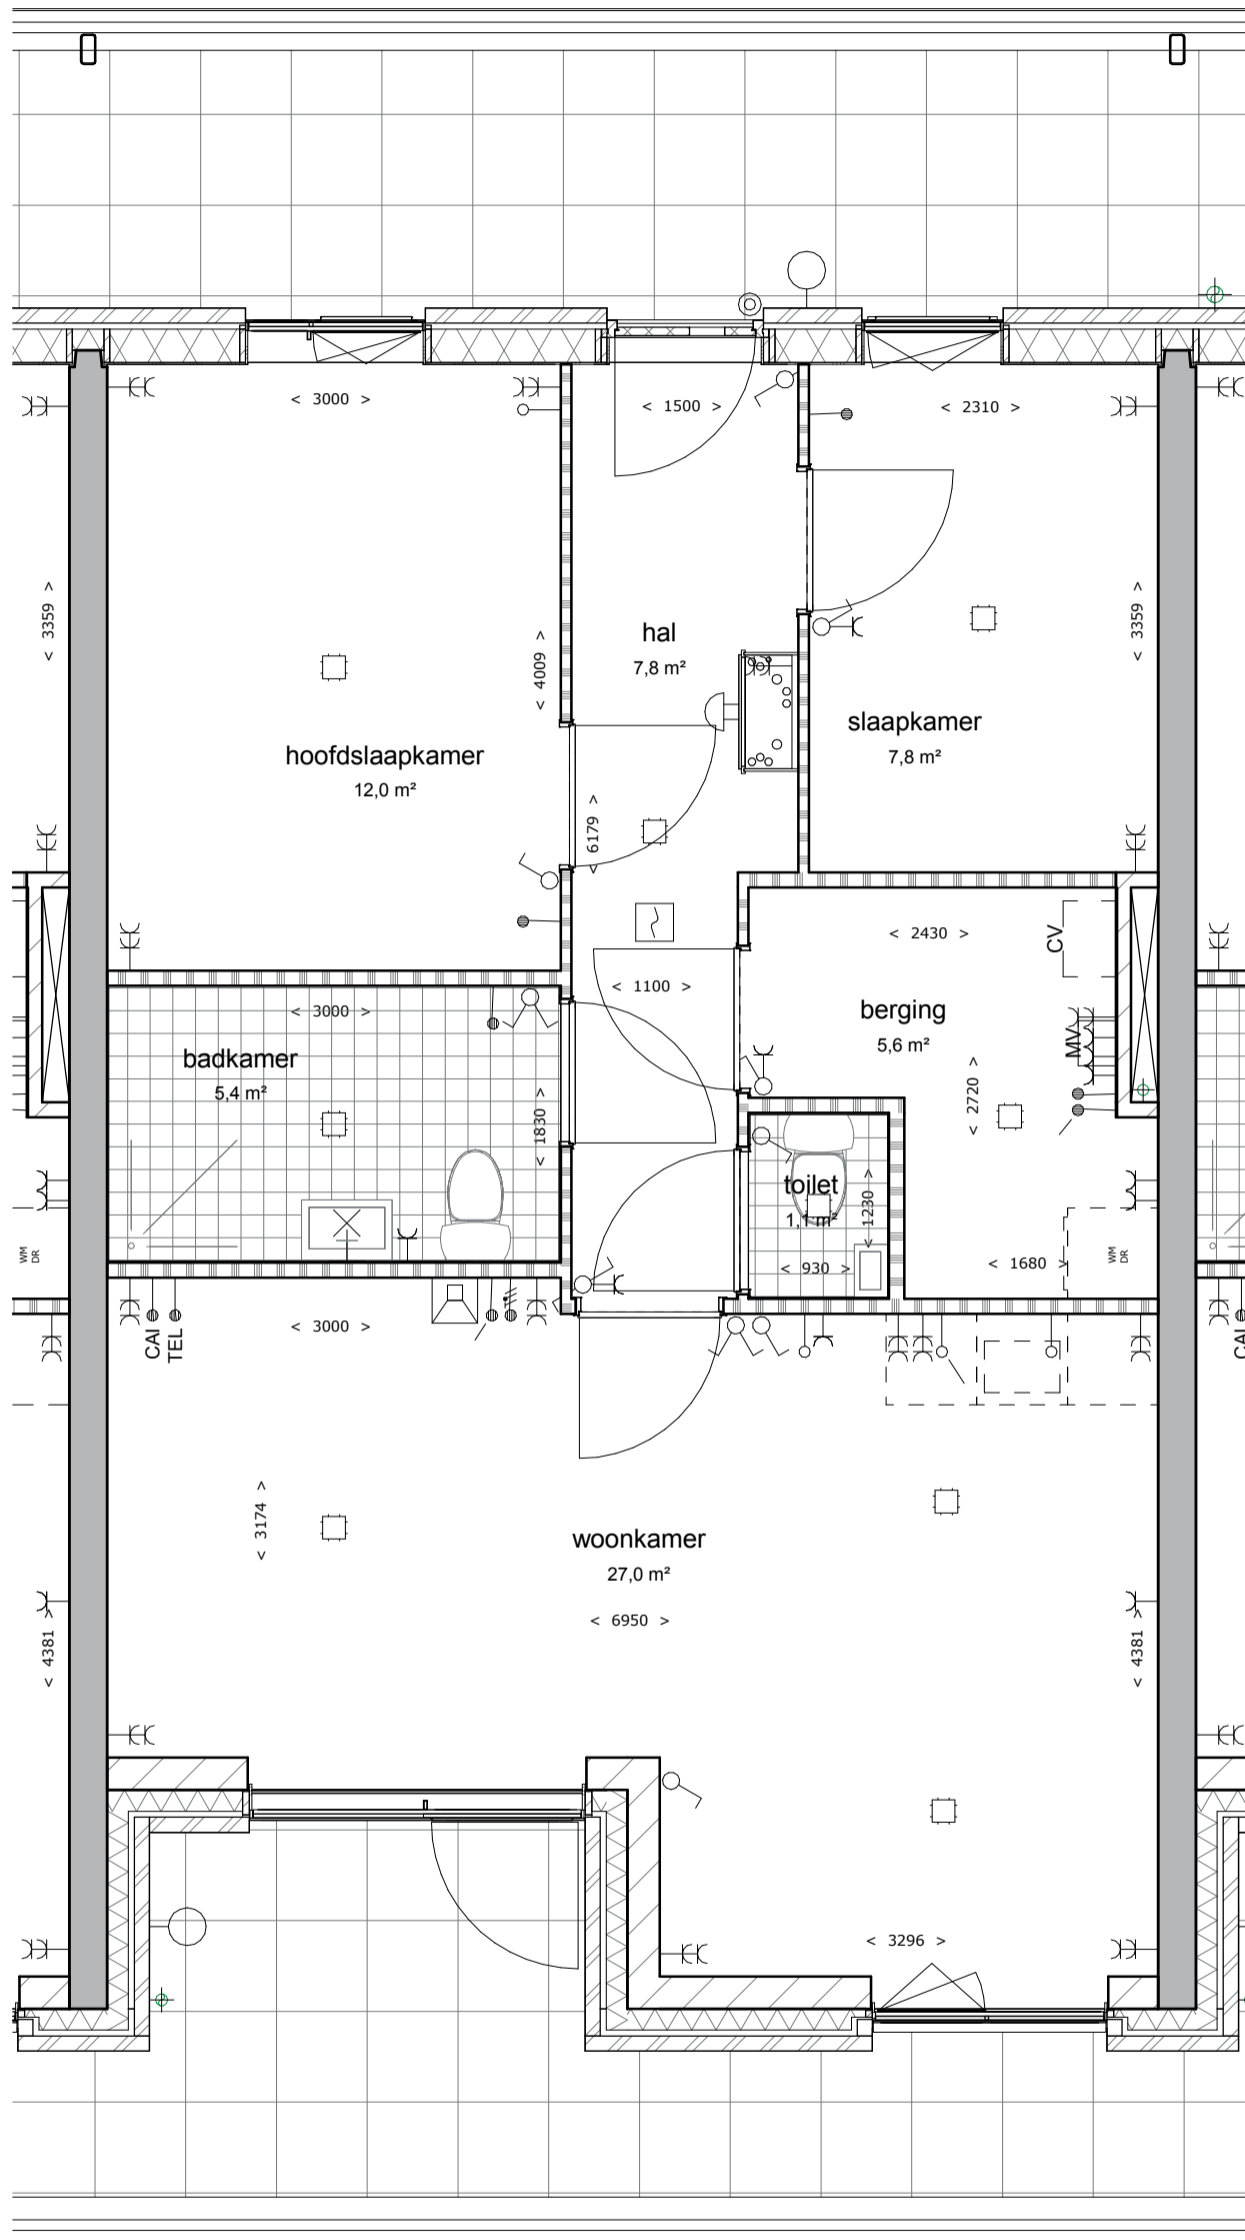 < 3000 >
< 1500 >
< 2310 >
< 3359 >
< 4009 >
hal
7,8 m²
< 3359 >
slaapkamer
7,8 m²
hoofdslaapkamer
12,0 m²
< 6179 >
< 2430 >
CV
< 1100 >
< 3000 >
berging
5,6 m²
MV
badkamer
5,4 m²
< 1830 >
< 2720 >
toilet
1,1 m²
< 1230 >
< 930 >
< 1680 >
WM
DR
WM
DR
CAI
TEL
< 3000 >
CAI
< 3174 >
woonkamer
27,0 m²
< 6950 >
< 4381 >
< 4381 >
< 3296 >